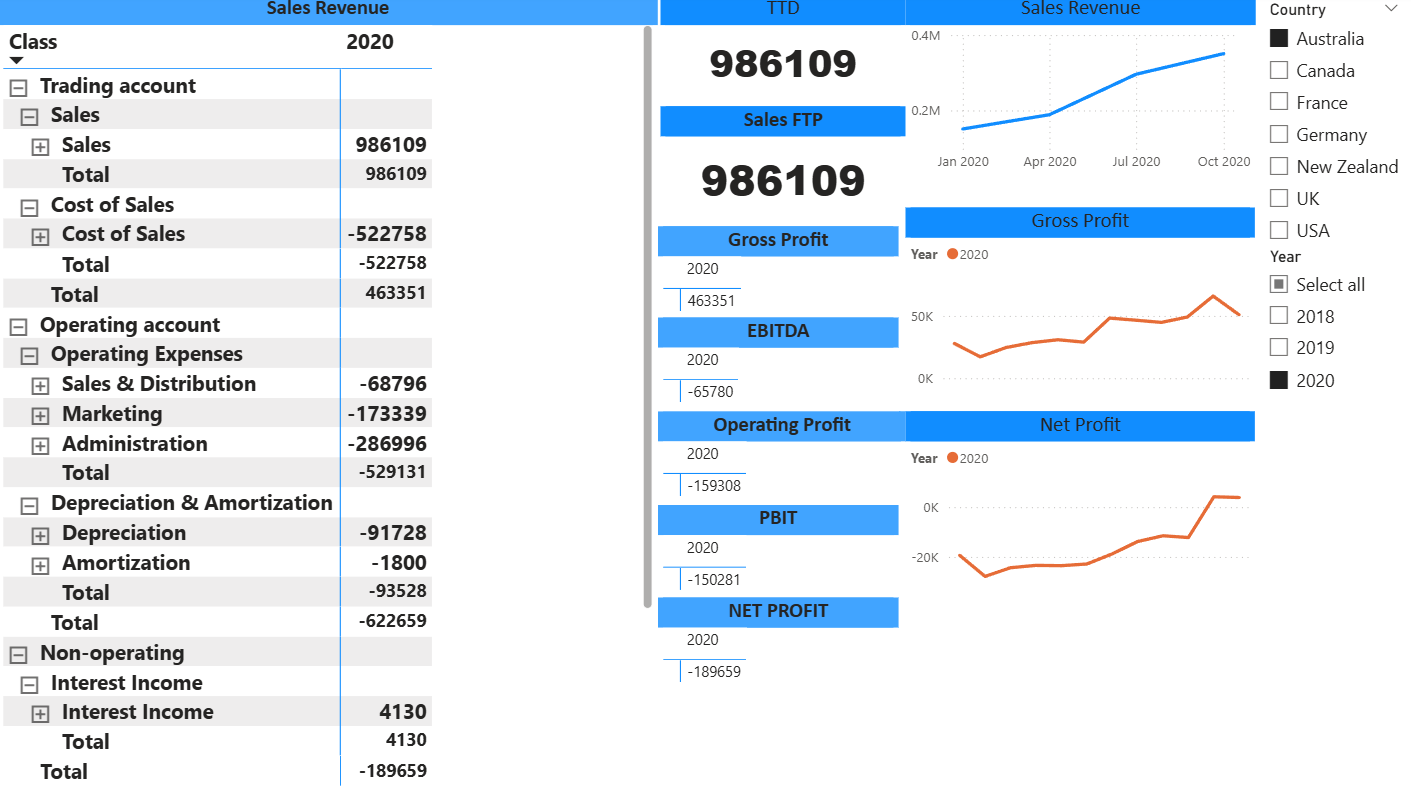 Sales Revenue
Class 2020
Trading account
Sales
Sales 986109
Total 986109
Cost of Sales
Cost of Sales -522758
Total -522758
Total 463351
Operating account
Operating Expenses
Sales & Distribution -68796
Marketing -173339
Administration -286996
Total -529131
Depreciation & Amortization
Depreciation -91728
Amortization -1800
Total -93528
Total -622659
Non-operating
Interest Income
Interest Income 4130
Total 4130
Total -189659
TTD
986109
Sales FTP
986109
Gross Profit
2020
463351
EBITDA
2020
-65780
Operating Profit
2020
-159308
PBIT
2020
-150281
NET PROFIT
2020
-189659
Sales Revenue
0.4M
0.2M
Jan 2020 Apr 2020 Jul 2020 Oct 2020
Gross Profit
Year 2020
50K
0K
Net Profit
Year 2020
0K
-20K
Country
Australia
Canada
France
Germany
New Zealand
UK
USA
Year
Select all
2018
2019
2020